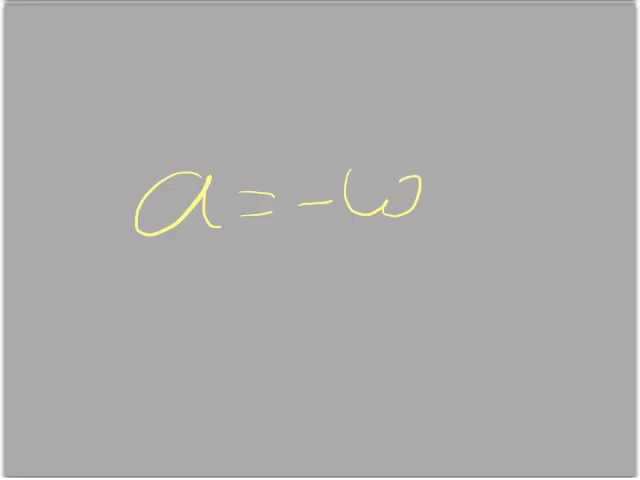 a = -ω